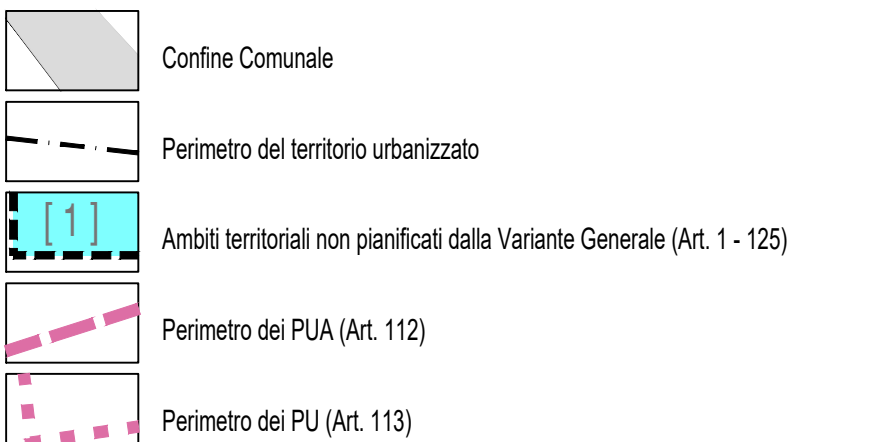 Confine Comunale
Perimetro del territorio urbanizzato
[ 1 ]
Ambiti territoriali non pianificati dalla Variante Generale (Art. 1 - 125)
Perimetro dei PUA (Art. 112)
Perimetro dei PU (Art. 113)